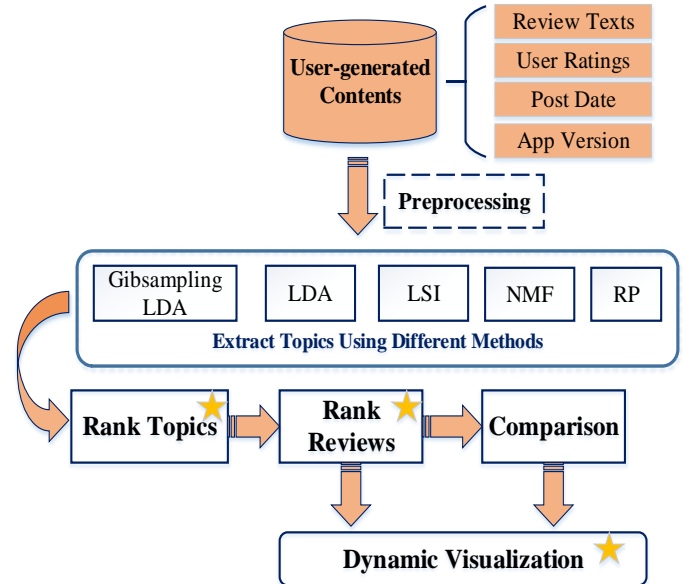 User-generated
Contents
Review Texts
User Ratings
Post Date
App Version
Preprocessing
Gibsampling
LDA
LDA
LSI
NMF
RP
Extract Topics Using Different Methods
Rank Topics
Rank
Reviews
Comparison
Dynamic Visualization